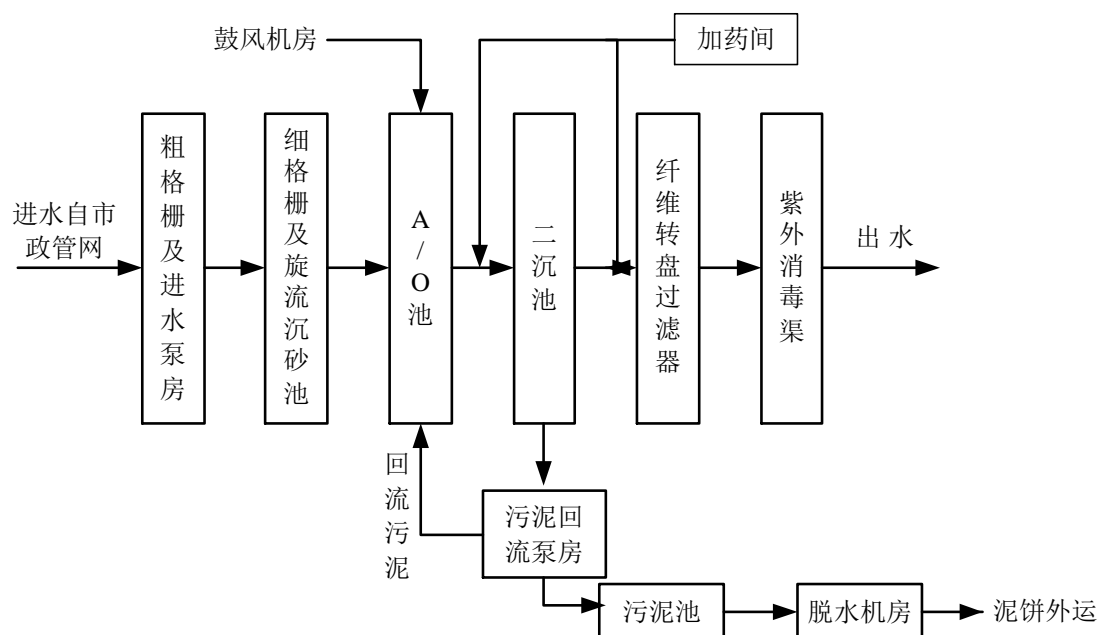 鼓风机房
加药间
进水自市
政管网
粗格栅及进水泵房
细格栅及旋流沉砂池
A/O池
二沉池
纤维转盘过滤器
紫外消毒渠
出 水
回流污泥
污泥回
流泵房
污泥池
脱水机房
泥饼外运